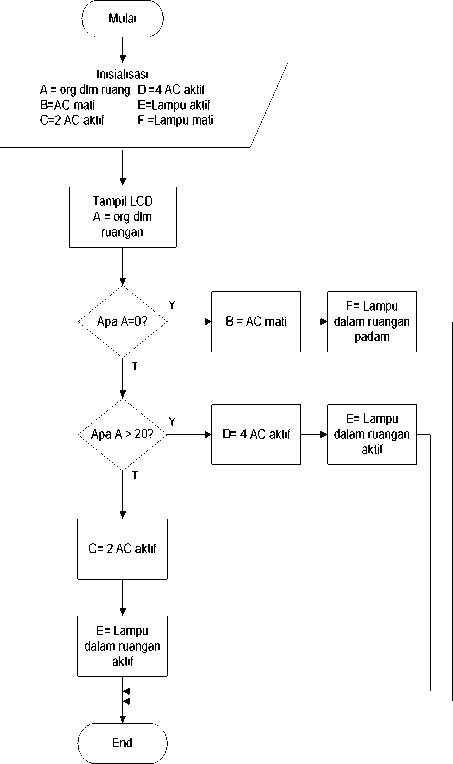 Mulai
Inisialisasi
A = org dlm ruang D =4 AC aktif
B=AC mati E=Lampu aktif
C=2 AC aktif F =Lampu mati
Tampil LCD
A = org dlm
ruangan
Apa A=0?
Y
B = AC mati
F= Lampu
dalam ruangan
padam
T
Apa A > 20?
Y
D= 4 AC aktif
E= Lampu
dalam ruangan
aktif
T
C= 2 AC aktif
E= Lampu
dalam ruangan
aktif
End